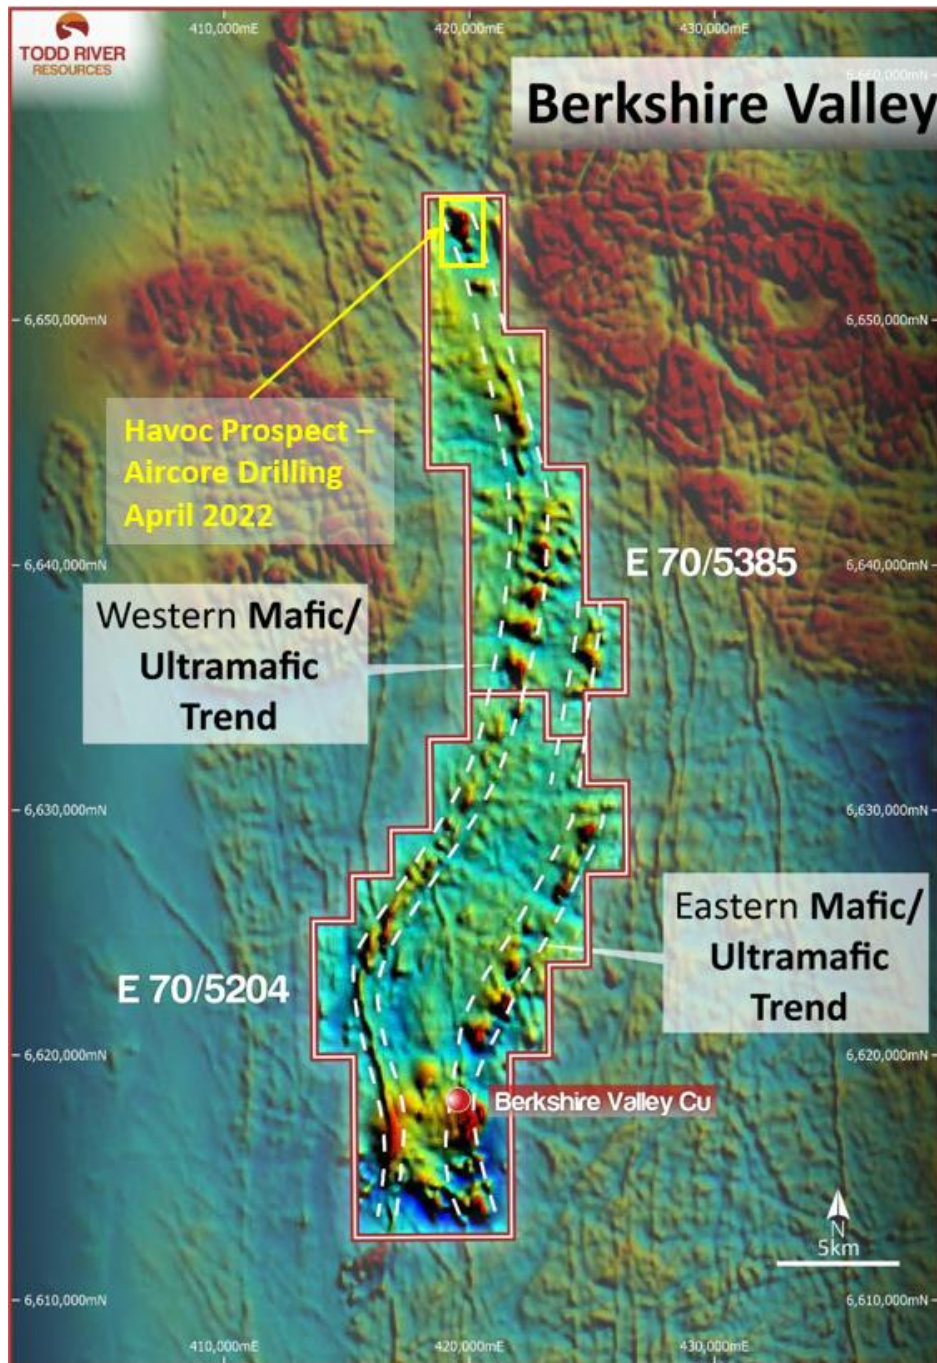 TODD RIVER
RESOURCES
410,000mE
420,000mE
430,000mE
6,660,000mN
Berkshire Valley
6,650,000mN
6,650,000mN
Havoc Prospect –
Aircore Drilling
April 2022
6,640,000mN
E 70/5385
6,640,000mN
Western Mafic/
Ultramafic
Trend
6,630,000mN
6,630,000mN
Eastern Mafic/
Ultramafic
Trend
E 70/5204
6,620,000mN
6,620,000mN
Berkshire Valley Cu
N
5km
6,610,000mN
6,610,000mN
410,000mE
420,000mE
430,000mE